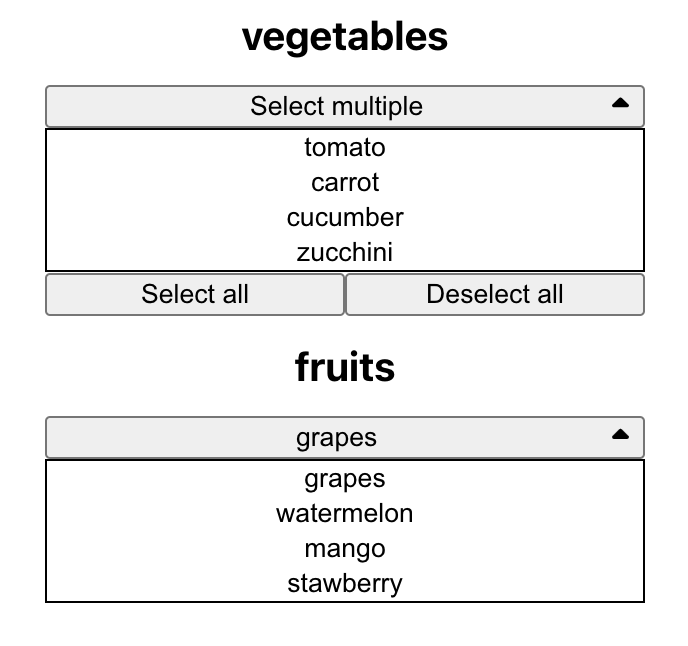 vegetables
Select multiple
tomato
carrot
cucumber
zucchini
Select all Deselect all
fruits
grapes
grapes
watermelon
mango
stawberry